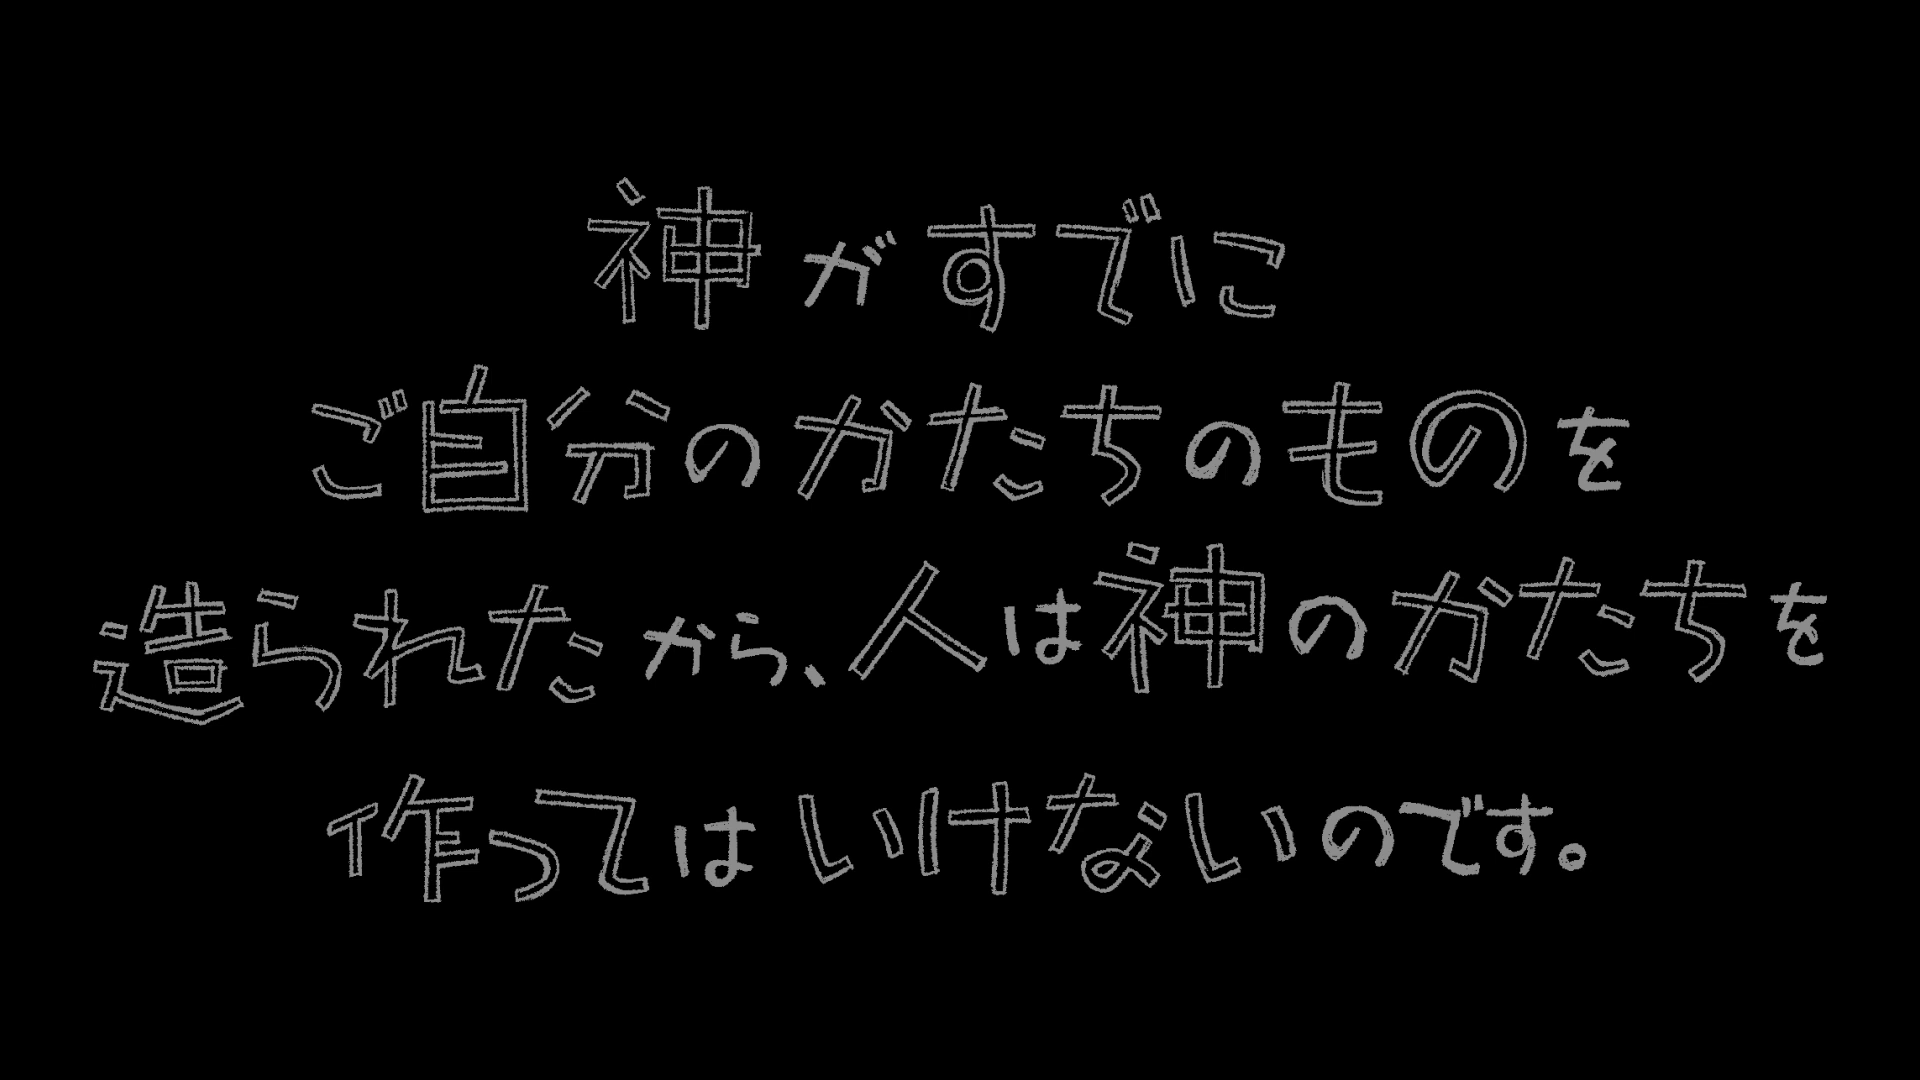 神がすでに
ご自分のかたちのものを
造られたから、人は神のかたちを
作ってはいけないのです。